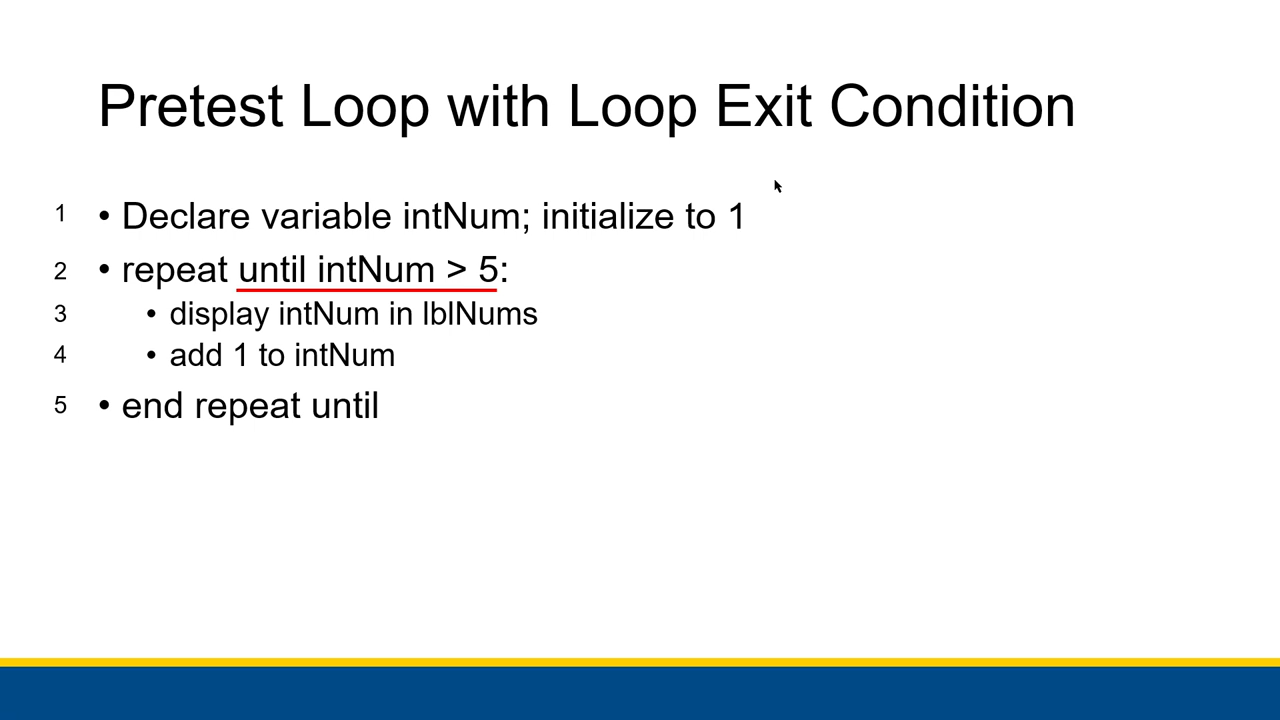 Pretest Loop with Loop Exit Condition
1 • Declare variable intNum; initialize to 1
2 • repeat until intNum > 5:
3 • display intNum in lblNums
4 • add 1 to intNum
5 • end repeat until